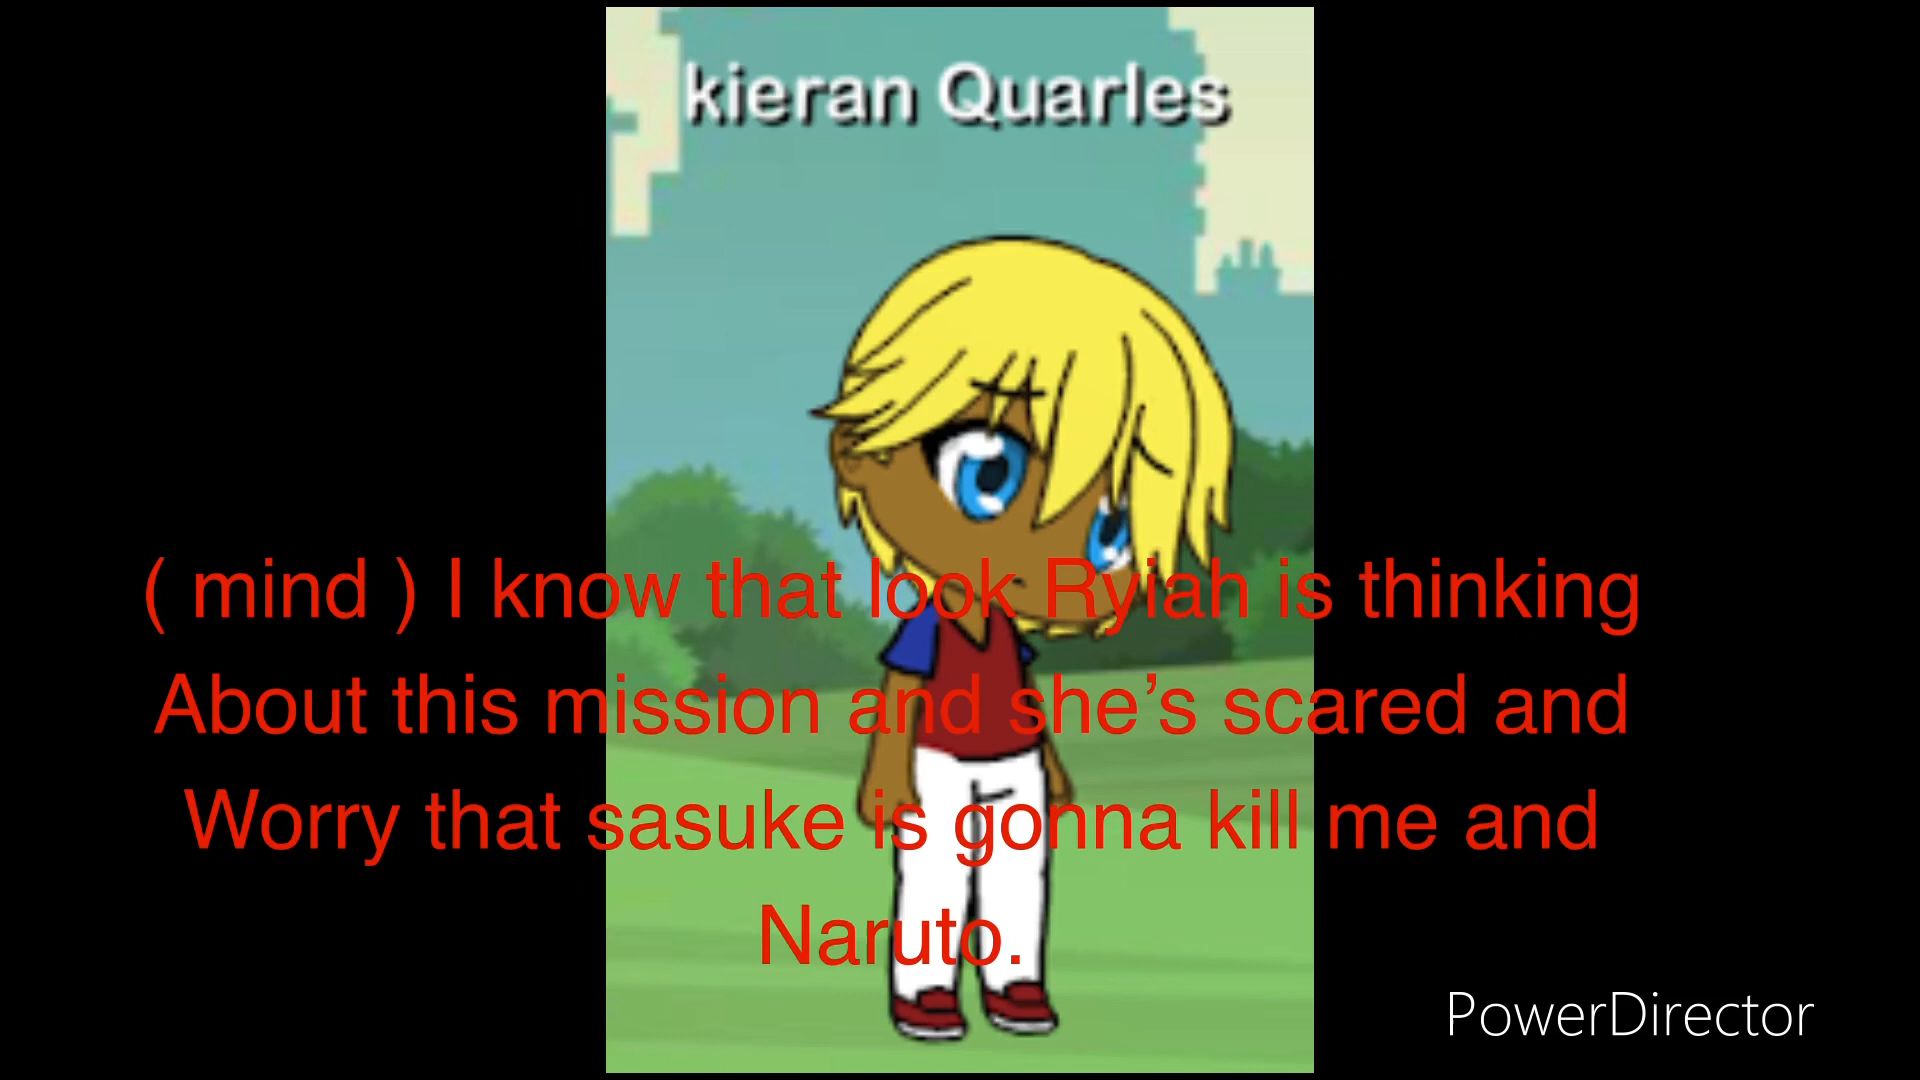 kieran Quarles
( mind ) I know that look Ryiah is thinking
About this mission and she’s scared and
Worry that sasuke is gonna kill me and
Naruto.
PowerDirector